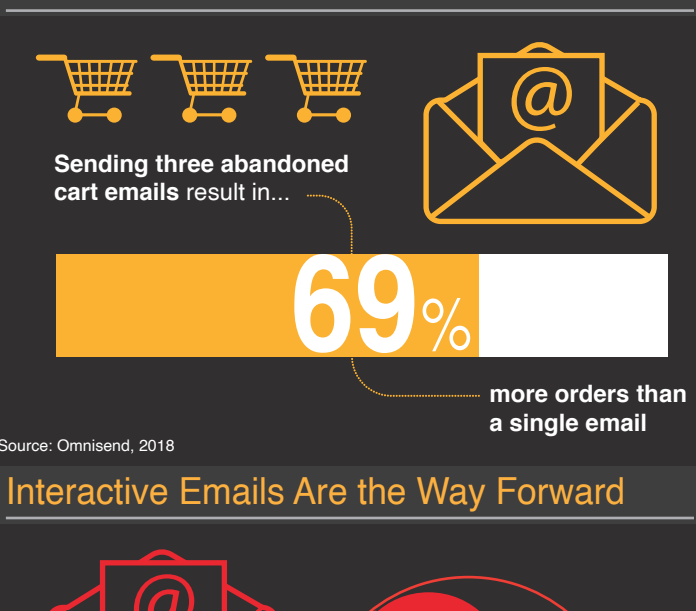 @
Sending three abandoned
cart emails result in...
69%
more orders than
a single email
Source: Omnisend, 2018
Interactive Emails Are the Way Forward
@